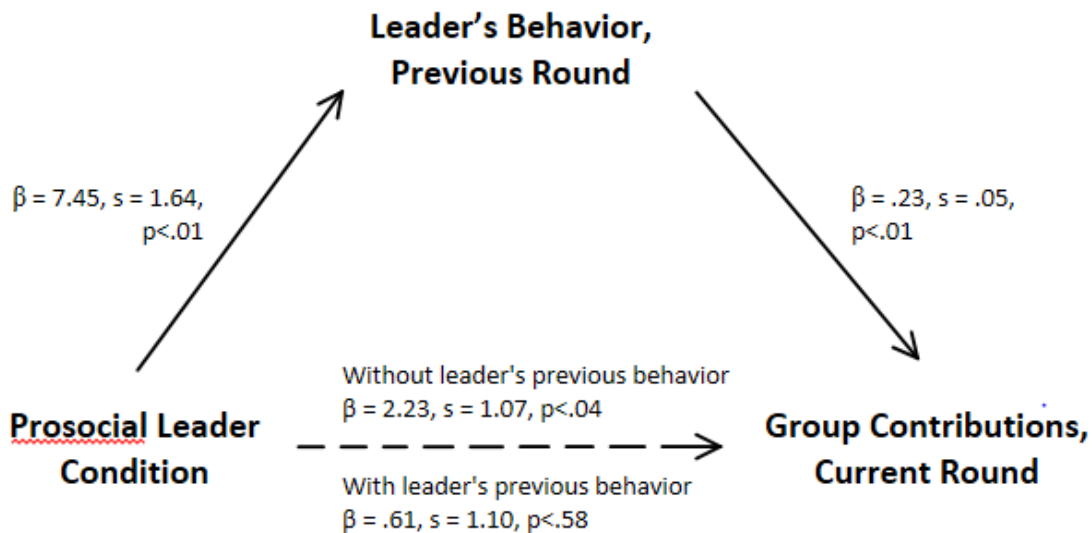 Leader’s Behavior,
Previous Round
β = 7.45, s = 1.64,
p<.01
β = .23, s = .05,
p<.01
Without leader's previous behavior
β = 2.23, s = 1.07, p<.04
Prosocial Leader
Condition
Group Contributions,
Current Round
With leader's previous behavior
β = .61, s = 1.10, p<.58